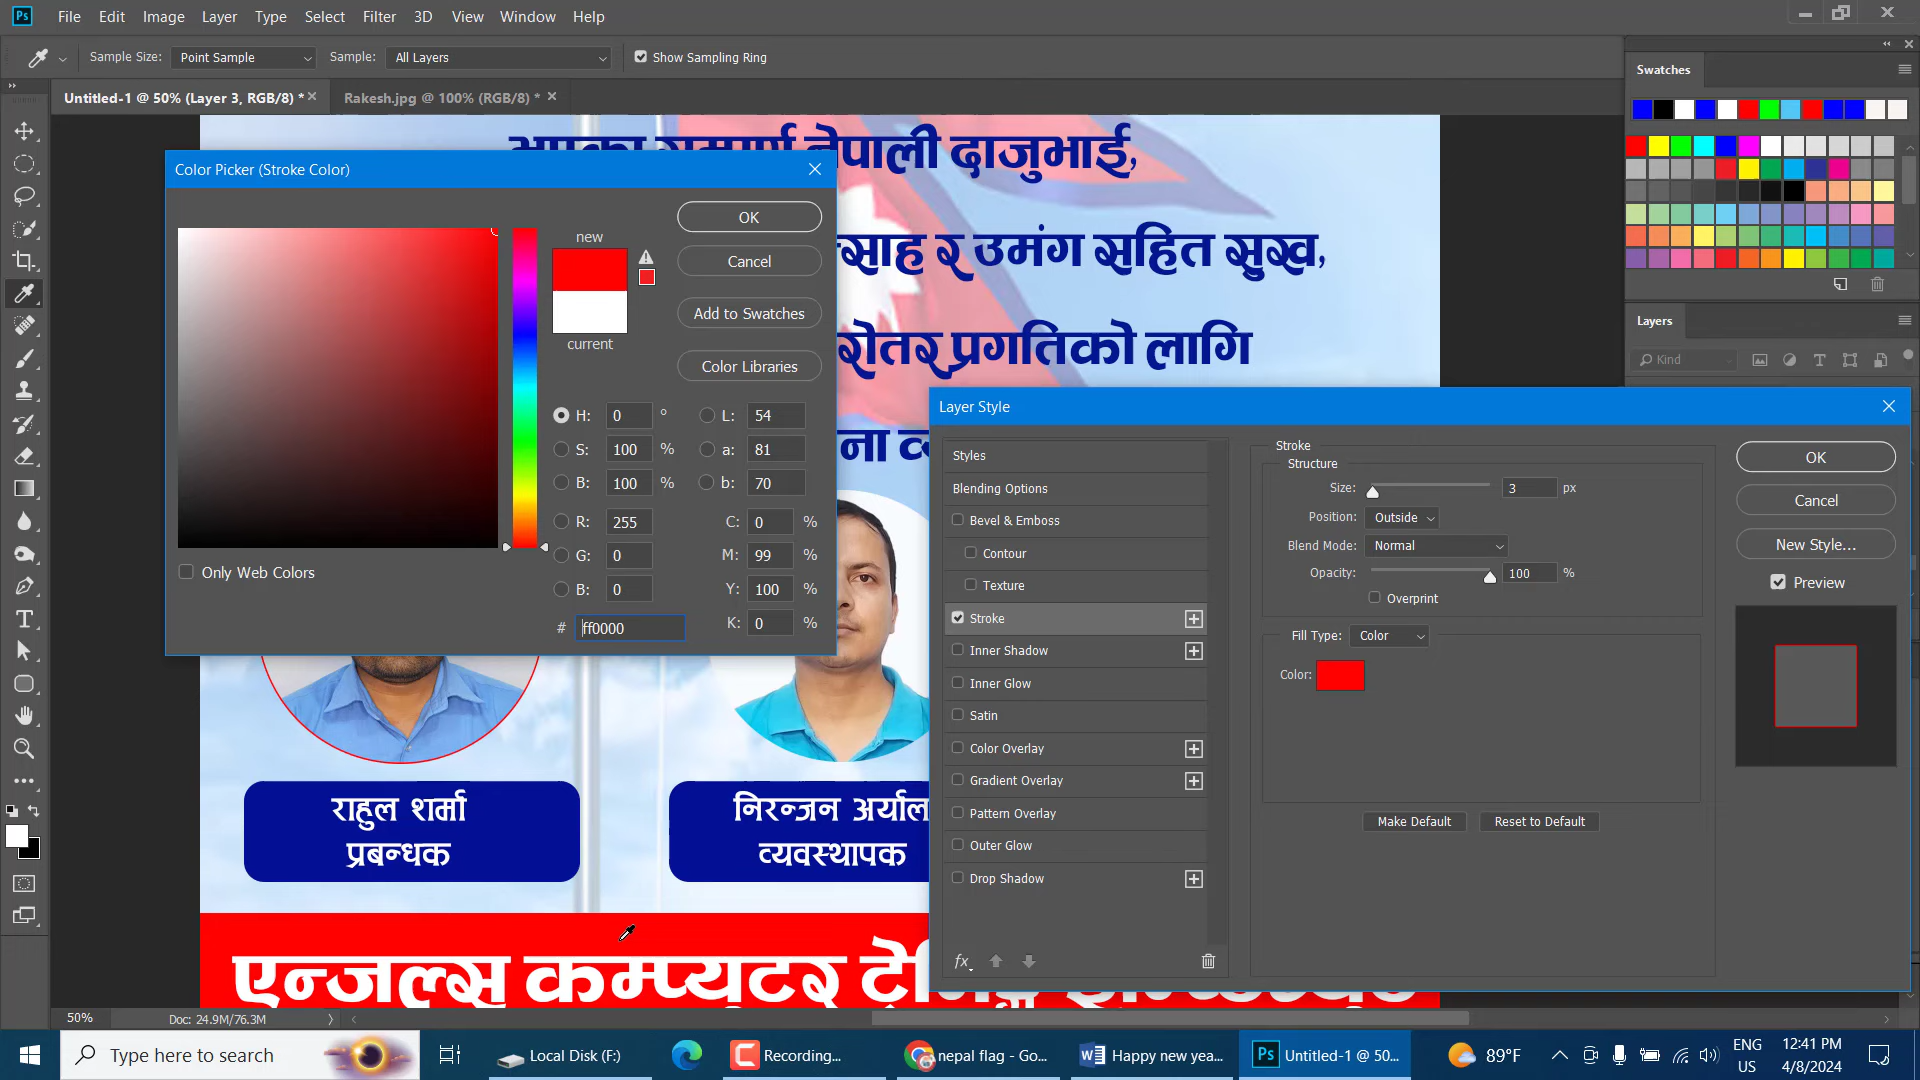 File Edit Image Layer Type Select Filter 3D View Window Help
Sample Size: Point Sample Sample: All Layers Show Sampling Ring
Untitled-1 @ 50% (Layer 3, RGB/8) * Rakesh.jpg @ 100% (RGB/8) *
नेपाली दाजुभाई,
र उमंग सहित सुख,
प्रगतिको लागि
Color Picker (Stroke Color)
new
current
OK
Cancel
Add to Swatches
Color Libraries
H: 0 ° L: 54
S: 100 % a: 81
B: 100 % b: 70
R: 255 C: 0 %
G: 0 M: 99 %
B: 0 Y: 100 %
# ff0000 K: 0 %
Only Web Colors
Layer Style
Styles
Blending Options
Bevel & Emboss
Contour
Texture
Stroke
Inner Shadow
Inner Glow
Satin
Color Overlay
Gradient Overlay
Pattern Overlay
Outer Glow
Drop Shadow
fx
Stroke
Structure
Size: 3 px
Position: Outside
Blend Mode: Normal
Opacity: 100 %
Overprint
Fill Type: Color
Color:
Make Default Reset to Default
OK
Cancel
New Style...
Preview
Swatches
Layers
Kind
राहुल शर्मा
प्रबन्धक
निरन्जन अर्याल
व्यवस्थापक
एन्जल्स कम्प्युटर
50% Doc: 24.9M/76.3M
Type here to search
Local Disk (F:)
Recording...
nepal flag - Go...
Happy new yea...
Untitled-1 @ 50...
89°F
ENG
US
12:41 PM
4/8/2024